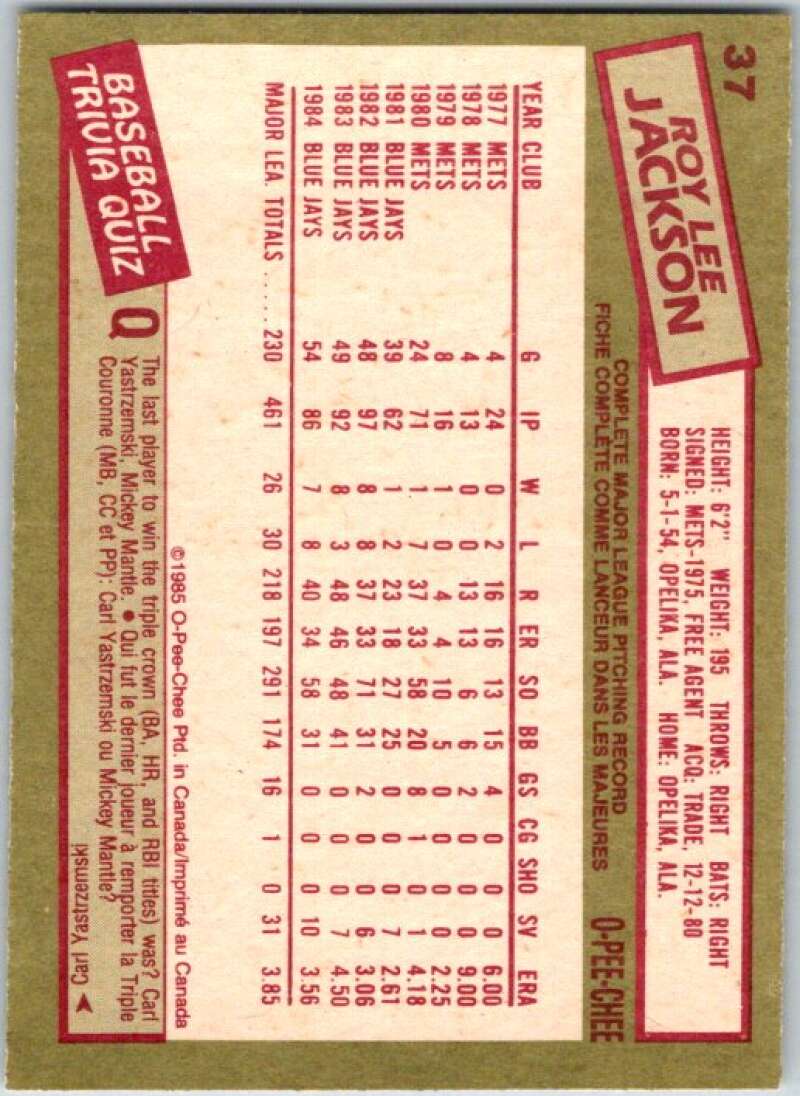 37
ROY LEE
JACKSON
HEIGHT: 6'2" WEIGHT: 195 THROWS: RIGHT BATS: RIGHT
SIGNED: METS-1975, FREE AGENT ACQ: TRADE, 12-12-80
BORN: 5-1-54, OPELIKA, ALA. HOME: OPELIKA, ALA.
COMPLETE MAJOR LEAGUE PITCHING RECORD
FICHE COMPLÈTE COMME LANCEUR DANS LES MAJEURES
O-PEE-CHEE
YEAR CLUB G IP W L R ER SO BB GS CG SHO SV ERA
1977 METS 4 24 0 2 16 16 13 15 4 0 0 0 6.00
1978 METS 4 13 0 0 13 13 6 6 2 0 0 0 9.00
1979 METS 8 16 1 0 4 4 10 5 0 0 0 0 2.25
1980 METS 24 71 1 7 37 33 58 20 8 1 0 1 4.18
1981 BLUE JAYS 39 62 1 2 23 18 27 25 0 0 0 7 2.61
1982 BLUE JAYS 48 97 8 8 37 33 71 31 2 0 0 6 3.06
1983 BLUE JAYS 49 92 8 3 48 46 48 41 0 0 0 7 4.50
1984 BLUE JAYS 54 86 7 8 40 34 58 31 0 0 0 10 3.56
MAJOR LEA. TOTALS ..... 230 461 26 30 218 197 291 174 16 1 0 31 3.85
©1985 O-Pee-Chee Ptd. in Canada/Imprimé au Canada
BASEBALL
TRIVIA QUIZ
Q
The last player to win the triple crown (BA, HR, and RBI titles) was? Carl
Yastrzemski, Mickey Mantle. ● Qui fut le dernier joueur à remporter la Triple
Couronne (MB, CC et PP): Carl Yastrzemski ou Mickey Mantle?
Carl Yastrzemski